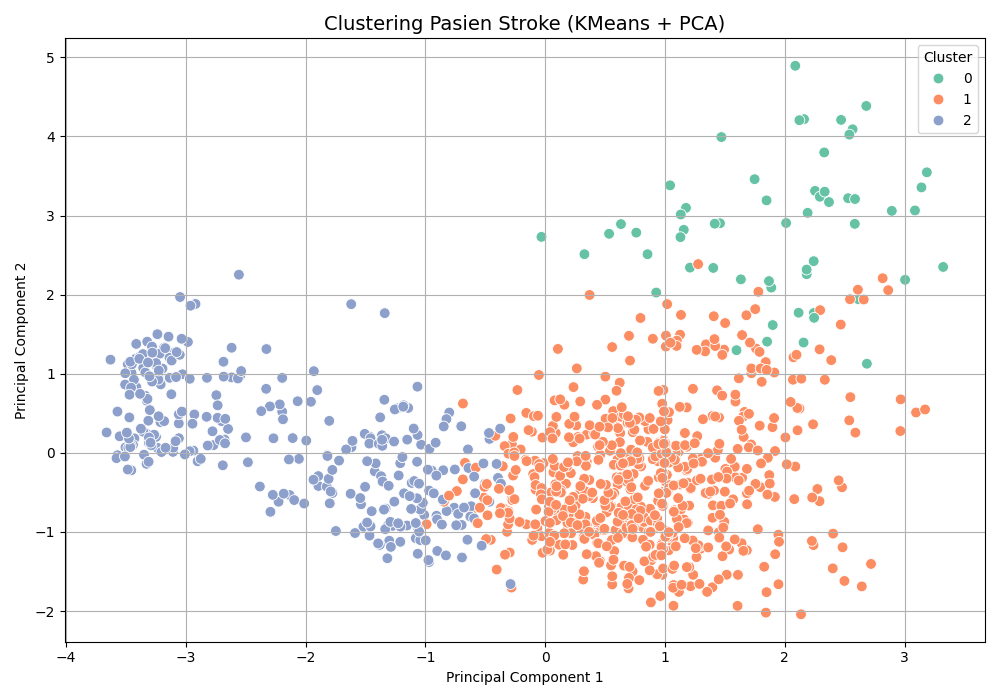 Clustering Pasien Stroke (KMeans + PCA)
Cluster
0
1
2
5
4
3
2
1
0
−1
−2
Principal Component 2
−4 −3 −2 −1 0 1 2 3
Principal Component 1